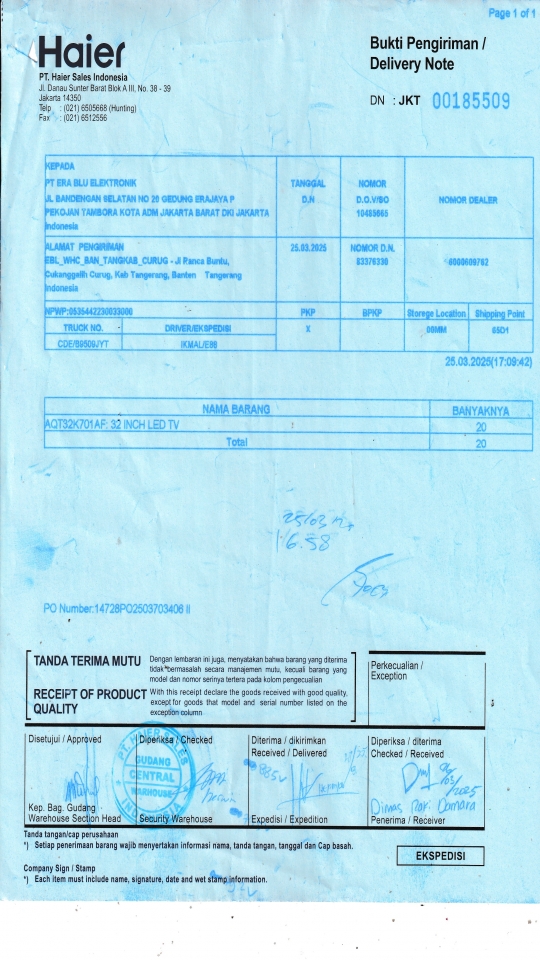 Page 1 of 1
Haier
PT. Haier Sales Indonesia
Jl. Danau Sunter Barat Blok A III, No. 38 - 39
Jakarta 14350
Telp : (021) 6505668 (Hunting)
Fax : (021) 6512556
Bukti Pengiriman /
Delivery Note
DN : JKT 00185509
KEPADA
PT ERA BLU ELEKTRONIK
JL BANDENGAN SELATAN NO 20 GEDUNG ERAJAYA P
PEKOJAN TAMBORA KOTA ADM JAKARTA BARAT DKI JAKARTA
Indonesia
TANGGAL
D.N
NOMOR
D.O.V/SO
10485665
NOMOR DEALER
ALAMAT PENGIRIMAN
EBL_WHC_BAN_TANGKAB_CURUG - Jl Panca Buntu,
Cukanggalih Curug, Kab Tangerang, Banten Tangerang
Indonesia
25.03.2025
NOMOR D.N.
83376330
6000609762
NPWP:0535442230033000
PKP
BPKP
Storege Location
Shipping Point
TRUCK NO.
DRIVER/EKSPEDISI
X
00MM
65D1
CDE/B9509JYT
IKMAL/E86
25.03.2025(17:09:42)
NAMA BARANG
BANYAKNYA
AQT32K701AF: 32 INCH LED TV
20
Total
20
25/03
16.58
PO Number:14728PO2503703406 II
TANDA TERIMA MUTU
Dengan lembaran ini juga, menyatakan bahwa barang yang diterima
tidak bermasalah secara manajemen mutu, kecuali barang yang
model dan nomor serinya tertera pada kolom pengecualian
RECEIPT OF PRODUCT
QUALITY
With this receipt declare the goods received with good quality,
except for goods that model and serial number listed on the
exception column
Perkecualian /
Exception
Disetujui / Approved
Diperiksa / Checked
Diterima / dikirimkan
Received / Delivered
Diperiksa / diterima
Checked / Received
PT. HAIER SALES
GUDANG
CENTRAL
WAREHOUSE
INDONESIA
Kep. Bag. Gudang
Warehouse Section Head
Security Warehouse
Expedisi / Expedition
Penerima / Receiver
Tanda tangan/cap perusahaan
*) Setiap penerimaan barang wajib menyertakan informasi nama, tanda tangan, tanggal dan Cap basah.
EKSPEDISI
Company Sign / Stamp
*) Each item must include name, signature, date and wet stamp information.